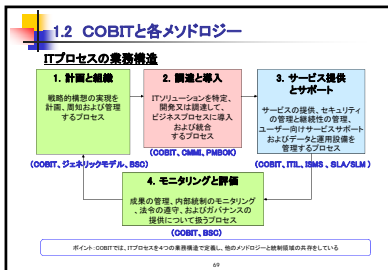 1.2 COBITと各メソドロジー
ITプロセスの業務構造
1. 計画と組織
戦略的構想の実現を
計画、周知および管理
するプロセス
(COBIT、ジェネリックモデル、BSC)
2. 調達と導入
ITソリューションを特定、
開発又は調達して、
ビジネスプロセスに導入
および統合
するプロセス
(COBIT、CMMI、PMBOK)
3. サービス提供
とサポート
サービスの提供、セキュリティ
の管理と継続性の管理、
ユーザー向けサービスサポート
およびデータと運用設備を
管理するプロセス
(COBIT、ITIL、ISMS 、SLA/SLM)
4. モニタリングと評価
成果の管理、内部統制のモニタリング
、法令の遵守、およびガバナンスの
提供について扱うプロセス
(COBIT、BSC)
ポイント:COBITでは、ITプロセスを4つの業務構造で定義し、他のメソドロジーと統制領域の共存をしている
69